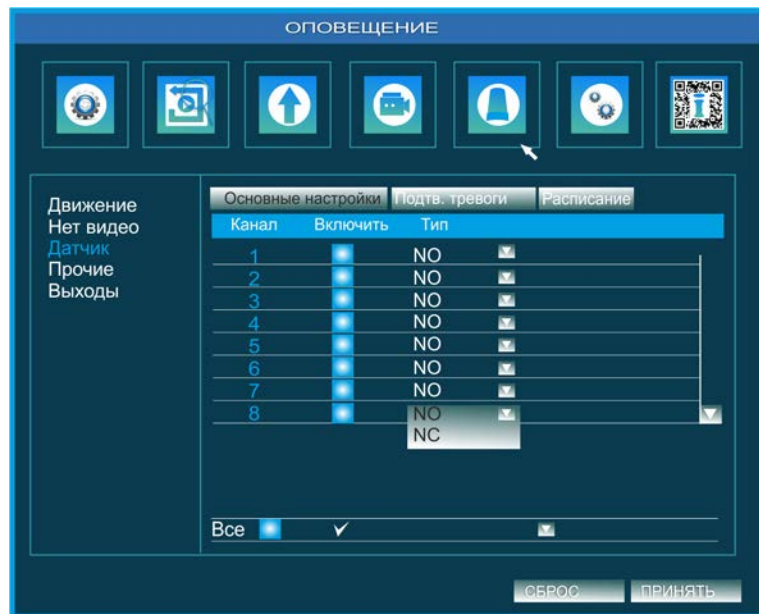 ОПОВЕЩЕНИЕ
Движение
Нет видео
Датчик
Прочие
Выходы
Основные настройки Подтв. тревоги Расписание
Канал Включить Тип
1 NO
2 NO
3 NO
4 NO
5 NO
6 NO
7 NO
8 NO
NC
Все
СБРОС ПРИНЯТЬ